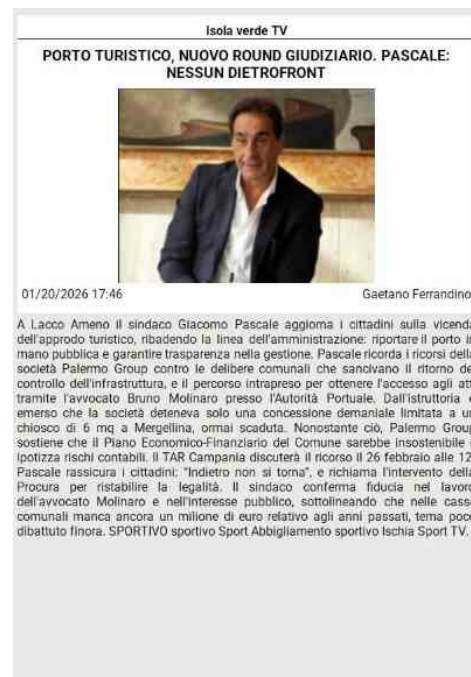 Isola verde TV
PORTO TURISTICO, NUOVO ROUND GIUDIZIARIO. PASCALE:
NESSUN DIETROFRONT
01/20/2026 17:46 Gaetano Ferrandino
A Lacco Ameno il sindaco Giacomo Pascale aggiorna i cittadini sulla vicenda
dell'approdo turistico, ribadendo la linea dell'amministrazione: riportare il porto in
mano pubblica e garantire trasparenza nella gestione. Pascale ricorda i ricorsi della
società Palermo Group contro le delibere comunali che sancivano il ritorno del
controllo dell'infrastruttura, e il percorso intrapreso per ottenere l'accesso agli atti
tramite l'avvocato Bruno Molinaro presso l'Autorità Portuale. Dall'istruttoria è
emerso che la società deteneva solo una concessione demaniale limitata a un
chiosco di 6 mq a Mergellina, ormai scaduta. Nonostante ciò, Palermo Group
sostiene che il Piano Economico-Finanziario del Comune sarebbe insostenibile e
ipotizza rischi contabili. Il TAR Campania discuterà il ricorso il 26 febbraio alle 12.
Pascale rassicura i cittadini: "Indietro non si torna", e richiama l'intervento della
Procura per ristabilire la legalità. Il sindaco conferma fiducia nel lavoro
dell'avvocato Molinaro e nell'interesse pubblico, sottolineando che nelle casse
comunali manca ancora un milione di euro relativo agli anni passati, tema poco
dibattuto finora. SPORTIVO sportivo Sport Abbigliamento sportivo Ischia Sport TV.